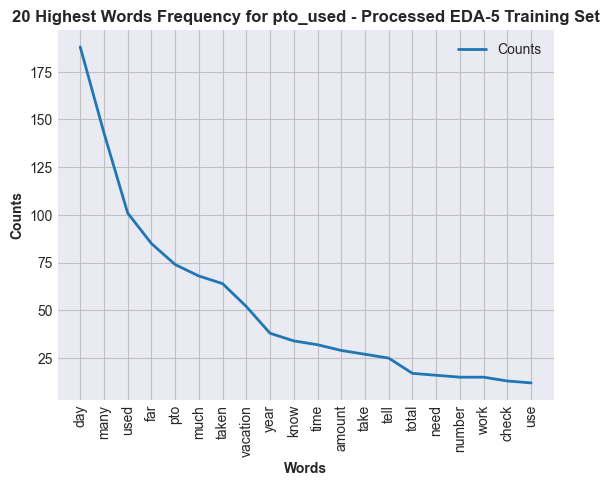 20 Highest Words Frequency for pto_used - Processed EDA-5 Training Set
Counts
175
150
125
100
75
50
25
Counts
day
many
used
far
pto
much
taken
vacation
year
know
time
amount
take
tell
total
need
number
work
check
use
Words